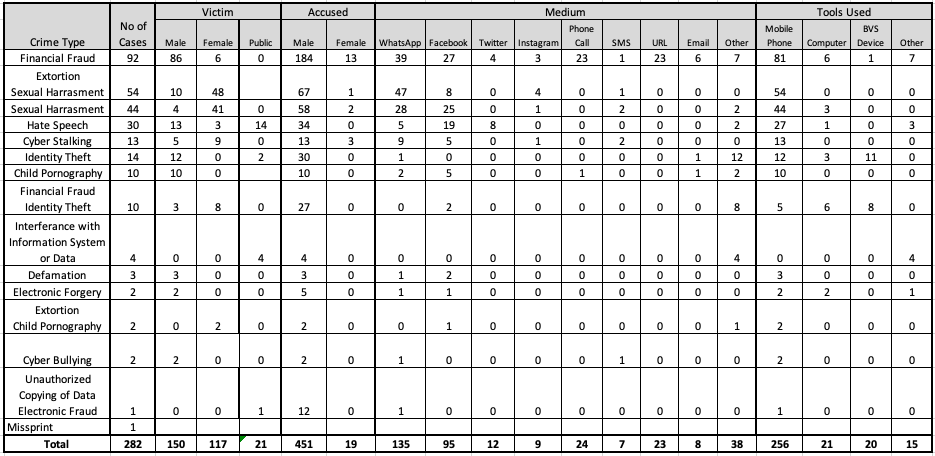 Victim Accused Medium Tools Used
Crime Type No of Cases Male Female Public Male Female WhatsApp Facebook Twitter Instagram Phone Call SMS URL Email Other Mobile Phone Computer BVS Device Other
Financial Fraud 92 86 6 0 184 13 39 27 4 3 23 1 23 6 7 81 6 1 7
Extortion
Sexual Harrasment 54 10 48 67 1 47 8 0 4 0 1 0 0 0 54 0 0 0
Sexual Harrasment 44 4 41 0 58 2 28 25 0 1 0 2 0 0 2 44 3 0 0
Hate Speech 30 13 3 14 34 0 5 19 8 0 0 0 0 0 2 27 1 0 3
Cyber Stalking 13 5 9 0 13 3 9 5 0 1 0 2 0 0 0 13 0 0 0
Identity Theft 14 12 0 2 30 0 1 0 0 0 0 0 0 1 12 12 3 11 0
Child Pornography 10 10 0 10 0 2 5 0 0 1 0 0 1 2 10 0 0 0
Financial Fraud
Identity Theft 10 3 8 0 27 0 0 2 0 0 0 0 0 0 8 5 6 8 0
Interferance with
Information System
or Data 4 0 0 4 4 0 0 0 0 0 0 0 0 0 4 0 0 0 4
Defamation 3 3 0 0 3 0 1 2 0 0 0 0 0 0 0 3 0 0 0
Electronic Forgery 2 2 0 0 5 0 1 1 0 0 0 0 0 0 0 2 2 0 1
Extortion
Child Pornography 2 0 2 0 2 0 0 1 0 0 0 0 0 0 1 2 0 0 0
Cyber Bullying 2 2 0 0 2 0 1 0 0 0 0 1 0 0 0 2 0 0 0
Unauthorized
Copying of Data
Electronic Fraud 1 0 0 1 12 0 1 0 0 0 0 0 0 0 0 1 0 0 0
Missprint 1
Total 282 150 117 21 451 19 135 95 12 9 24 7 23 8 38 256 21 20 15